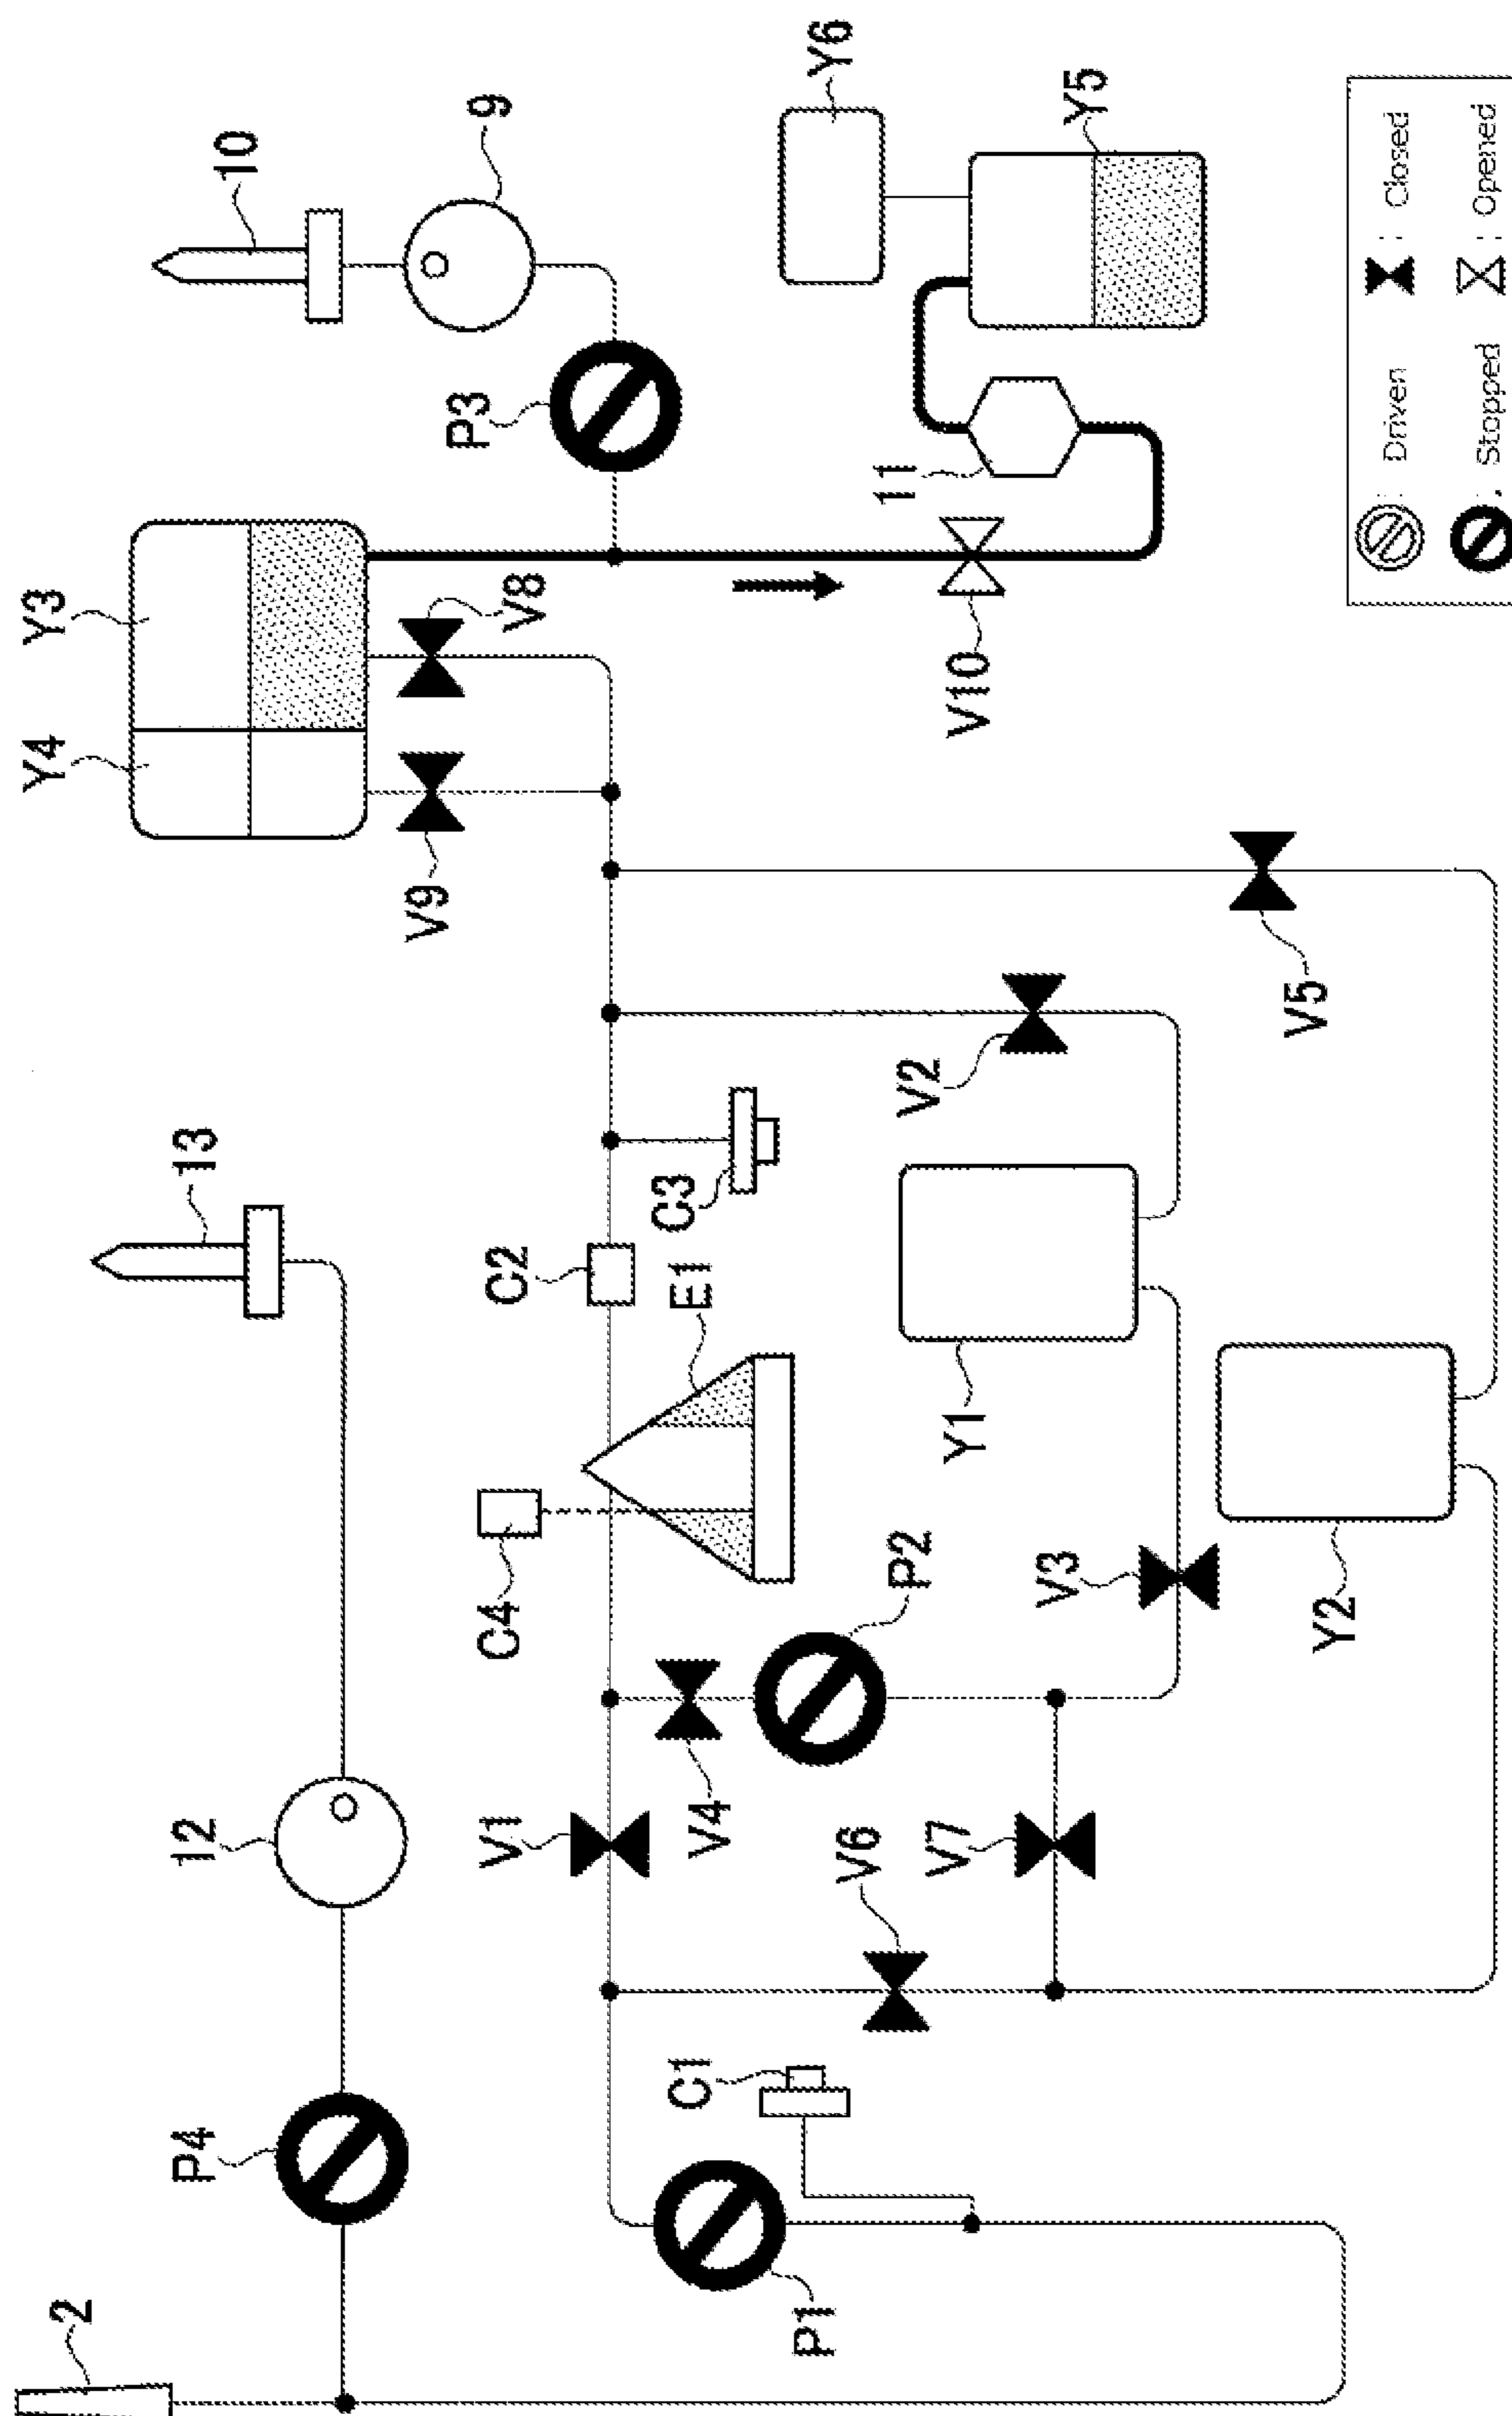 2
Y4
Y3
P4
12
13
10
V9
P3
9
V1
C4
C2
V8
C1
E1
C3
V4
P1
Y6
V6
11
P2
V2
V7
Y1
V10
V3
Y5
V5
Y2
: Driven : Closed
: Stopped : Opened